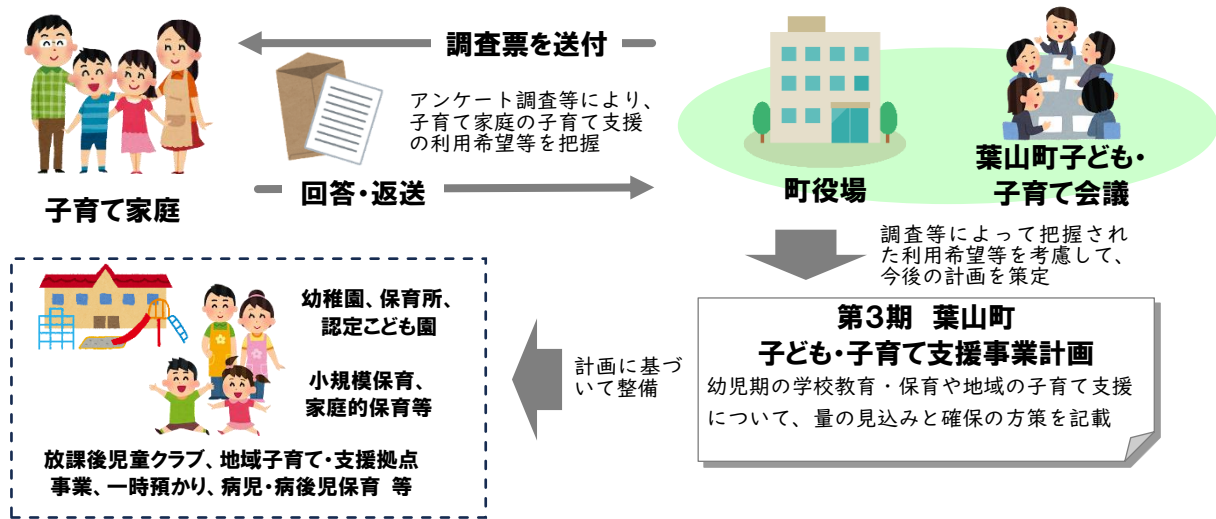 調査票を送付
アンケート調査等により、
子育て家庭の子育て支援
の利用希望等を把握
回答・返送
子育て家庭
町役場
葉山町子ども・
子育て会議
調査等によって把握され
た利用希望等を考慮して、
今後の計画を策定
第3期 葉山町
子ども・子育て支援事業計画
幼児期の学校教育・保育や地域の子育て支援
について、量の見込みと確保の方策を記載
計画に基づ
いて整備
幼稚園、保育所、
認定こども園
小規模保育、
家庭的保育等
放課後児童クラブ、地域子育て・支援拠点
事業、一時預かり、病児・病後児保育 等